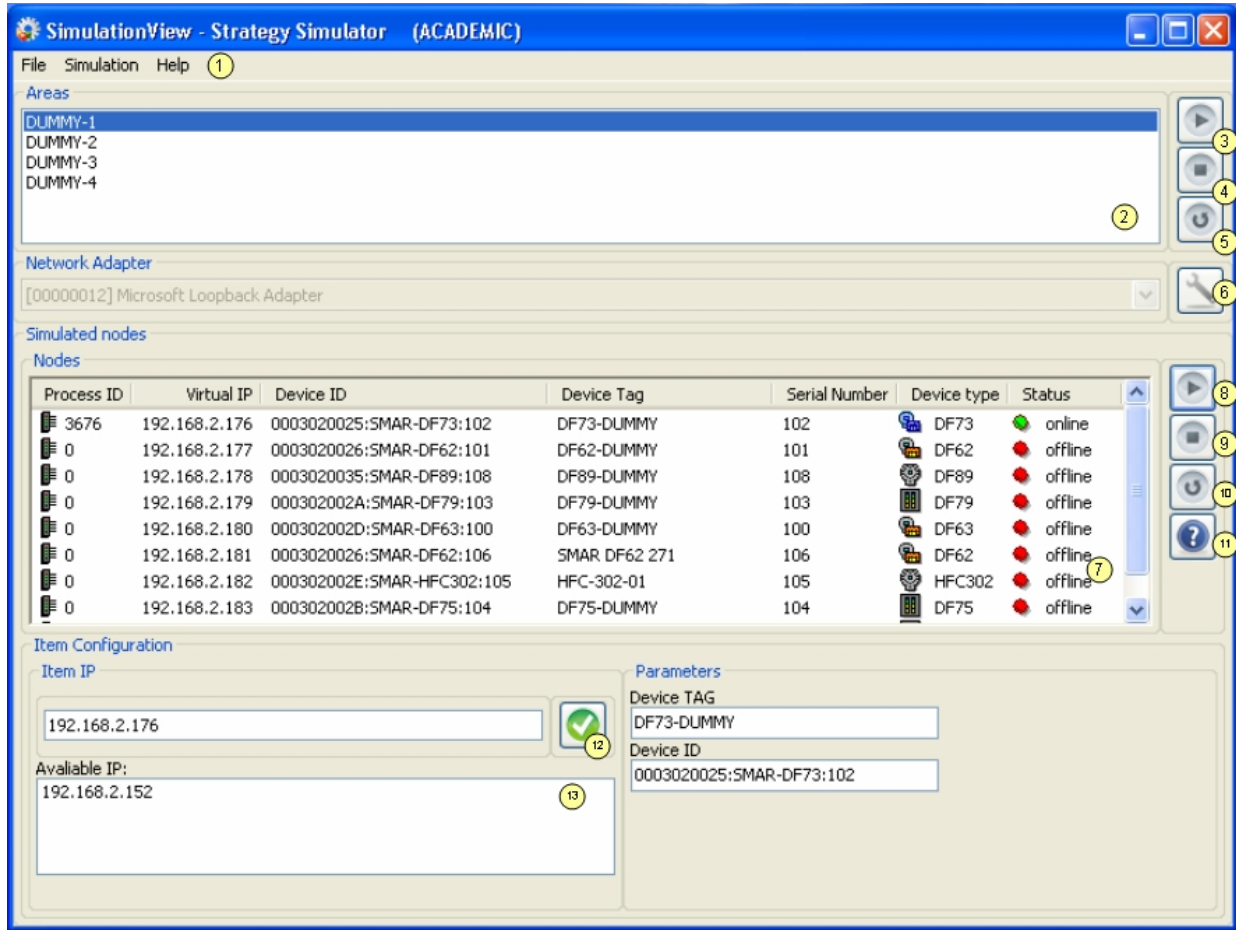 SimulationView - Strategy Simulator (ACADEMIC)
File Simulation Help 1
Areas
DUMMY-1
DUMMY-2
DUMMY-3
DUMMY-4
2
3
4
5
Network Adapter
[00000012] Microsoft Loopback Adapter
6
Simulated nodes
Nodes
Process ID Virtual IP Device ID Device Tag Serial Number Device type Status
3676 192.168.2.176 0003020025:SMAR-DF73:102 DF73-DUMMY 102 DF73 online
0 192.168.2.177 0003020026:SMAR-DF62:101 DF62-DUMMY 101 DF62 offline
0 192.168.2.178 0003020035:SMAR-DF89:108 DF89-DUMMY 108 DF89 offline
0 192.168.2.179 000302002A:SMAR-DF79:103 DF79-DUMMY 103 DF79 offline
0 192.168.2.180 000302002D:SMAR-DF63:100 DF63-DUMMY 100 DF63 offline
0 192.168.2.181 0003020026:SMAR-DF62:106 SMAR DF62 271 106 DF62 offline
0 192.168.2.182 000302002E:SMAR-HFC302:105 HFC-302-01 105 HFC302 offline
0 192.168.2.183 000302002B:SMAR-DF75:104 DF75-DUMMY 104 DF75 offline
7
8
9
10
11
Item Configuration
Item IP
192.168.2.176
12
Avaliable IP:
192.168.2.152
13
Parameters
Device TAG
DF73-DUMMY
Device ID
0003020025:SMAR-DF73:102